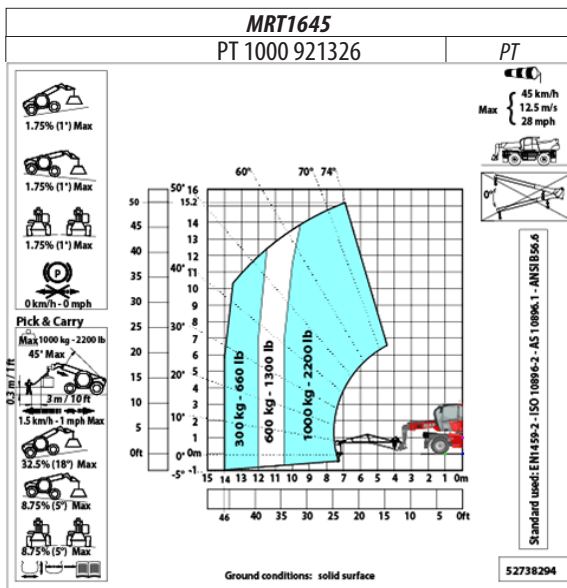 MRT1645
PT 1000 921326
PT
1.75% (1°) Max
1.75% (1°) Max
1.75% (1°) Max
P
0 km/h - 0 mph
Pick & Carry
Max 1000 kg - 2200 lb
45° Max
0.3 m / 1 ft
3 m / 10 ft
1.5 km/h - 1 mph Max
32.5% (18°) Max
8.75% (5°) Max
8.75% (5°) Max
Max
45 km/h
12.5 m/s
28 mph
0°
Standard used: EN1459-2 - ISO 10896-2 - AS 10896.1 - ANSI B56.6
60°
70°
74°
50°
40°
30°
20°
10°
0°
-5°
50
45
40
35
30
25
20
15
10
5
0ft
16
15.2
14
13
12
11
10
9
8
7
6
5
4
3
2
1
0m
-1
300 kg - 660 lb
600 kg - 1300 lb
1000 kg - 2200 lb
15 14 13 12 11 10 9 8 7 6 5 4 3 2 1 0m
46 40 35 30 25 20 15 10 5 0ft
Ground conditions: solid surface
52738294